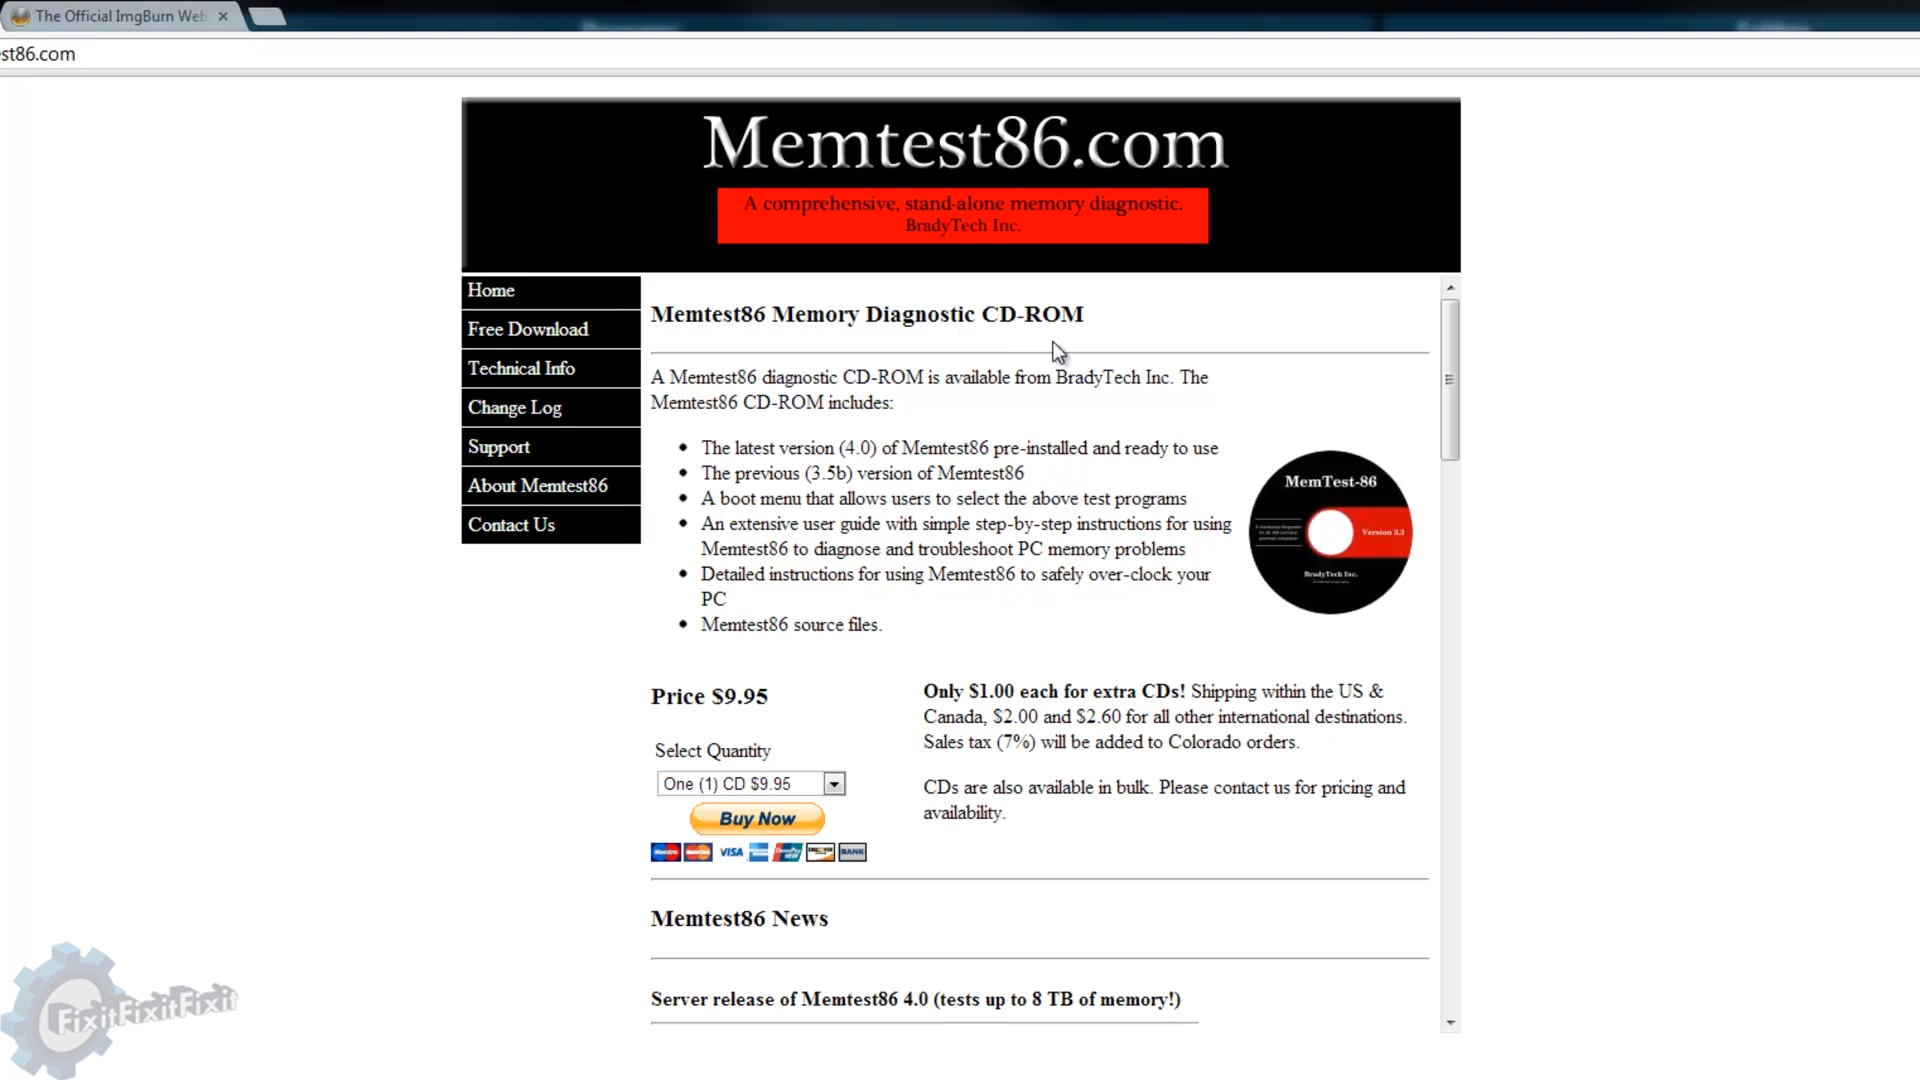 The Official ImgBurn Web
st86.com
Memtest86.com
A comprehensive, stand-alone memory diagnostic.
BradyTech Inc.
Home
Free Download
Technical Info
Change Log
Support
About Memtest86
Contact Us
Memtest86 Memory Diagnostic CD-ROM
A Memtest86 diagnostic CD-ROM is available from BradyTech Inc. The
Memtest86 CD-ROM includes:
The latest version (4.0) of Memtest86 pre-installed and ready to use
The previous (3.5b) version of Memtest86
A boot menu that allows users to select the above test programs
An extensive user guide with simple step-by-step instructions for using
Memtest86 to diagnose and troubleshoot PC memory problems
Detailed instructions for using Memtest86 to safely over-clock your
PC
Memtest86 source files.
MemTest-86
Version 3.3
BradyTech Inc.
Price $9.95
Select Quantity
One (1) CD $9.95
Buy Now
VISA
BANK
Only $1.00 each for extra CDs! Shipping within the US &
Canada, $2.00 and $2.60 for all other international destinations.
Sales tax (7%) will be added to Colorado orders.
CDs are also available in bulk. Please contact us for pricing and
availability.
Memtest86 News
Server release of Memtest86 4.0 (tests up to 8 TB of memory!)
FixitFixitFixit